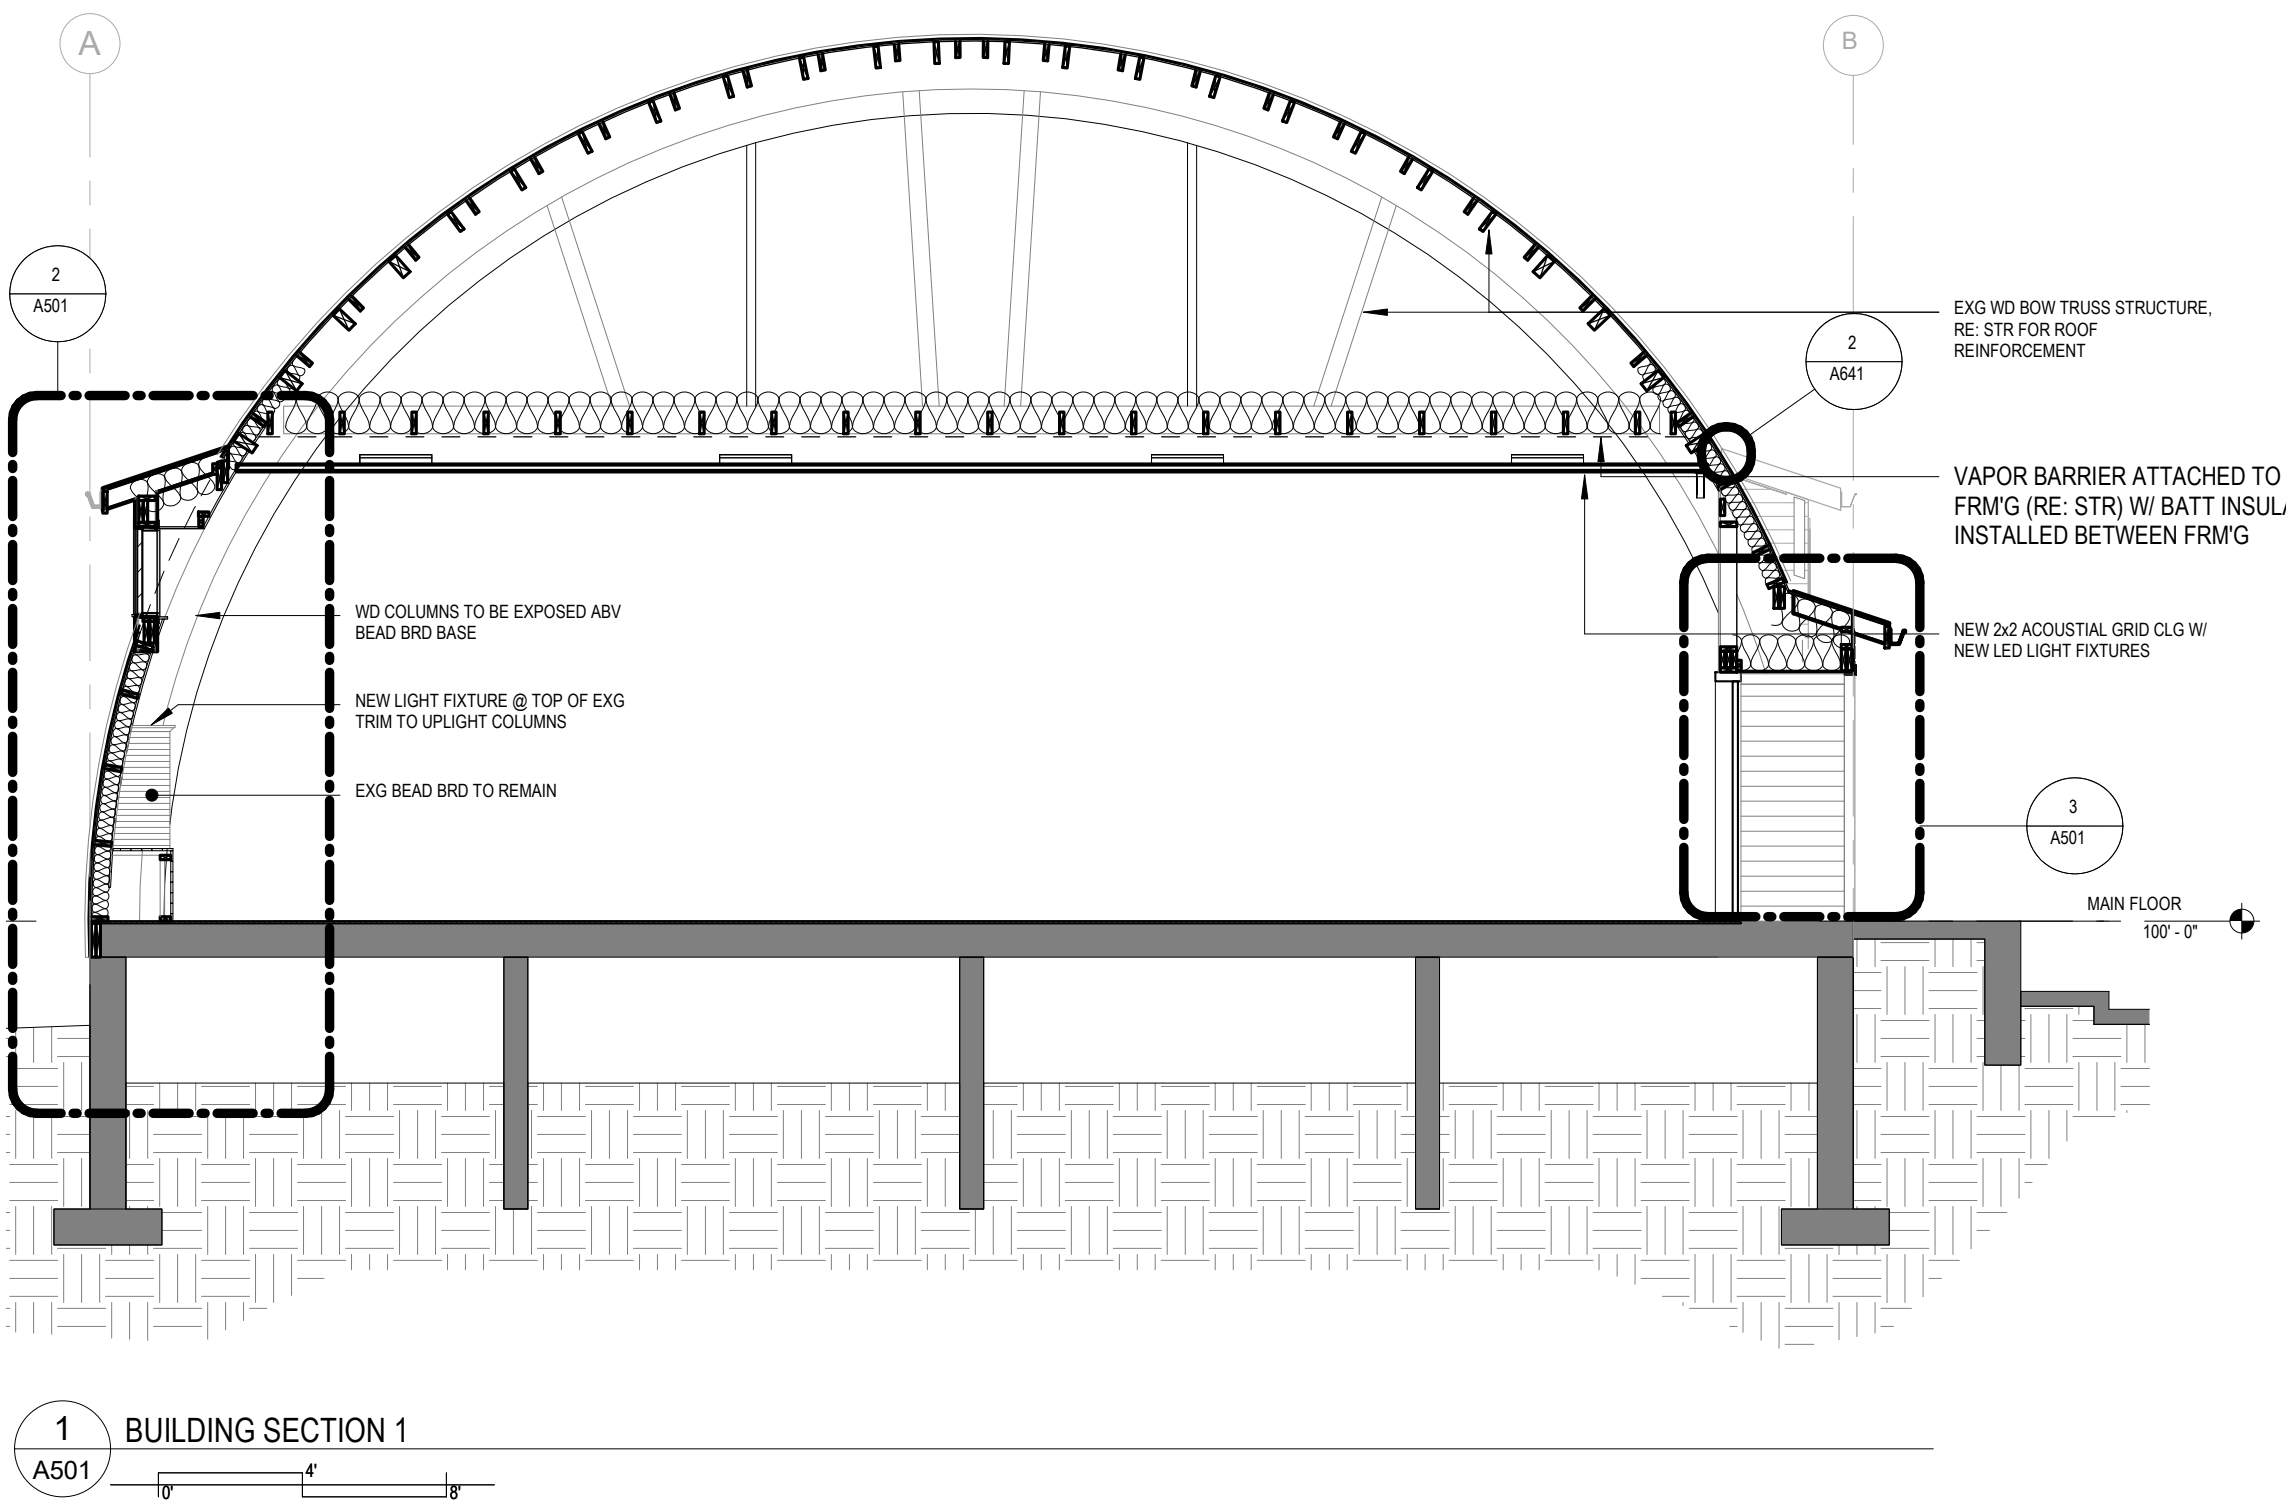 A
B
2
A501
EXG WD BOW TRUSS STRUCTURE,
RE: STR FOR ROOF
REINFORCEMENT
2
A641
VAPOR BARRIER ATTACHED TO
FRM'G (RE: STR) W/ BATT
INSTALLED BETWEEN FRM'G
WD COLUMNS TO BE EXPOSED ABV
BEAD BRD BASE
NEW 2x2 ACOUSTIAL GRID CLG W/
NEW LED LIGHT FIXTURES
NEW LIGHT FIXTURE @ TOP OF EXG
TRIM TO UPLIGHT COLUMNS
EXG BEAD BRD TO REMAIN
3
A501
MAIN FLOOR
100' - 0"
1
A501
BUILDING SECTION 1
0'
4'
8'